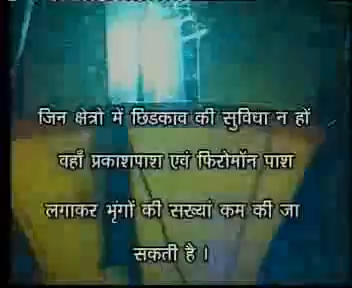 जिन क्षेत्रो में छिडकाव की सुविधा न हों
वहाँ प्रकाशपाश एवं फिरोमॉन पाश
लगाकर भृंगों की सख्यां कम की जा
सकती है।